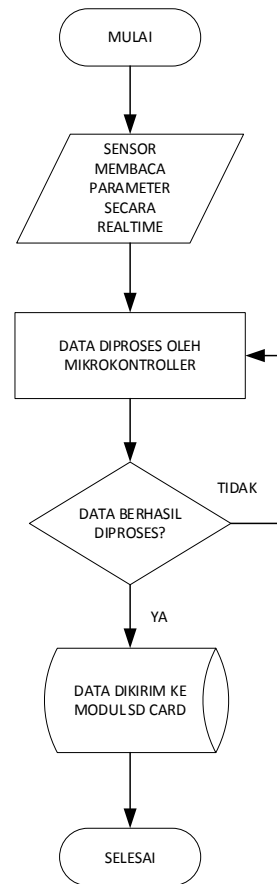 MULAI
SENSOR
MEMBACA
PARAMETER
SECARA
REALTIME
DATA DIPROSES OLEH
MIKROKONTROLLER
DATA BERHASIL
DIPROSES?
TIDAK
YA
DATA DIKIRIM KE
MODUL SD CARD
SELESAI